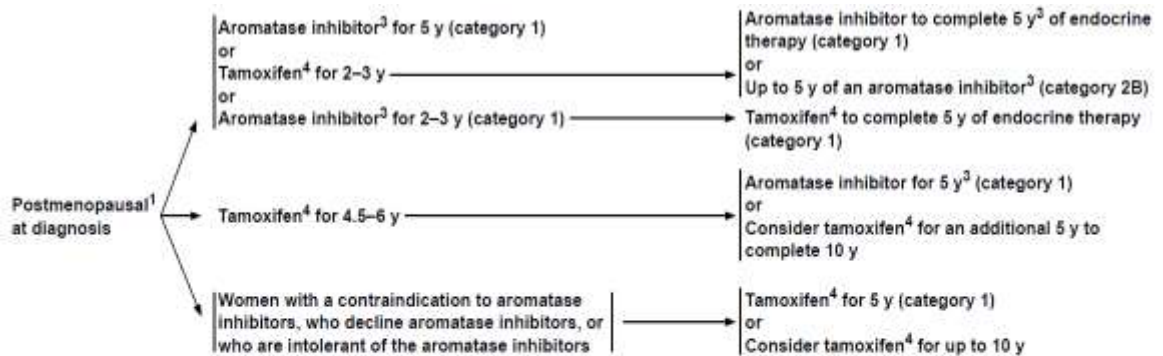 Postmenopausal¹
at diagnosis
Aromatase inhibitor³ for 5 y (category 1)
or
Tamoxifen⁴ for 2–3 y
or
Aromatase inhibitor³ for 2–3 y (category 1)
Aromatase inhibitor to complete 5 y³ of endocrine
therapy (category 1)
or
Up to 5 y of an aromatase inhibitor³ (category 2B)
Tamoxifen⁴ to complete 5 y of endocrine therapy
(category 1)
Tamoxifen⁴ for 4.5–6 y
Aromatase inhibitor for 5 y³ (category 1)
or
Consider tamoxifen⁴ for an additional 5 y to
complete 10 y
Women with a contraindication to aromatase
inhibitors, who decline aromatase inhibitors, or
who are intolerant of the aromatase inhibitors
Tamoxifen⁴ for 5 y (category 1)
or
Consider tamoxifen⁴ for up to 10 y